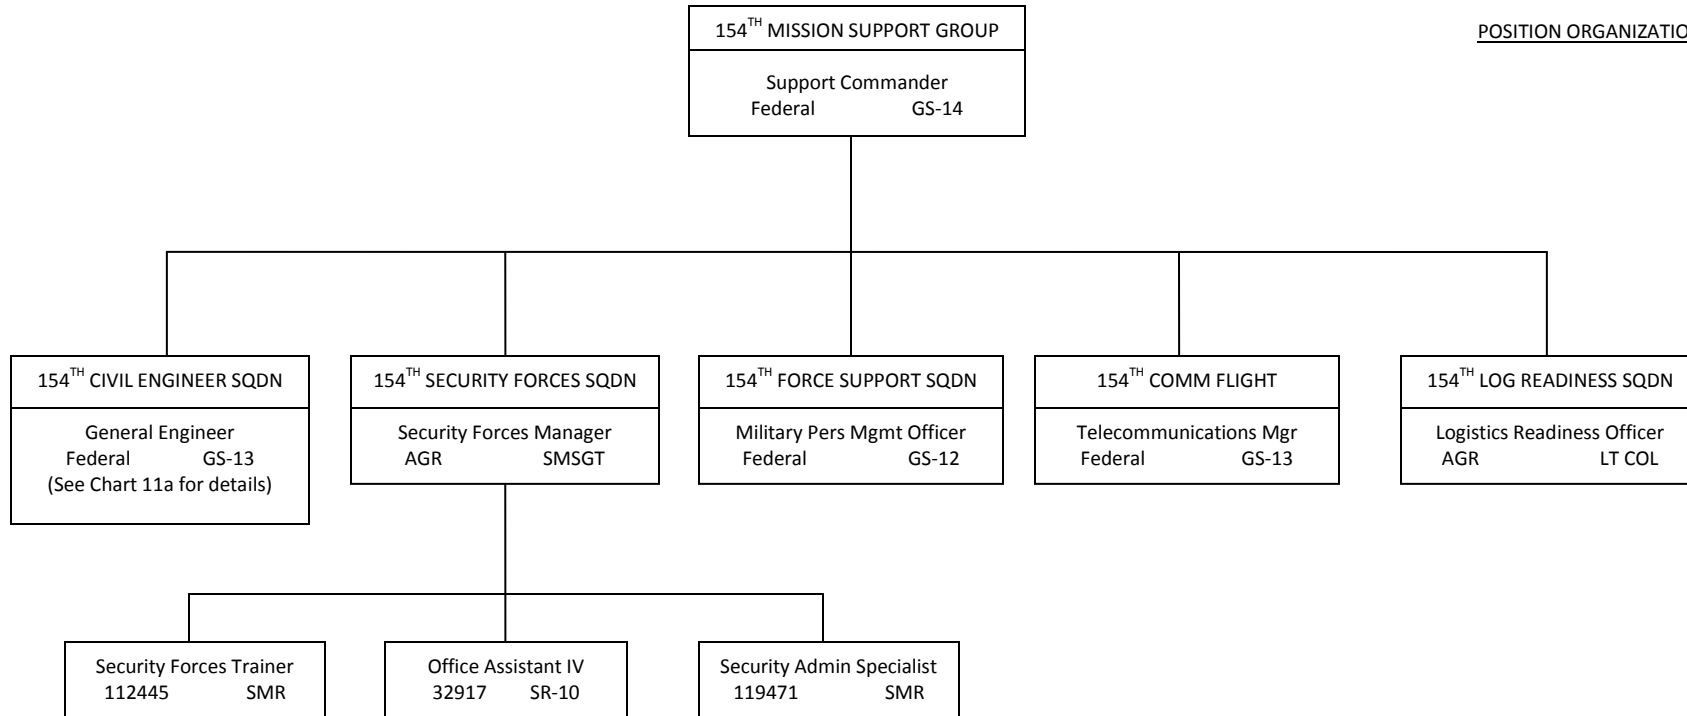 154TH MISSION SUPPORT GROUP
POSITION ORGANIZATIO
Support Commander
Federal GS-14
154TH CIVIL ENGINEER SQDN
General Engineer
Federal GS-13
(See Chart 11a for details)
154TH SECURITY FORCES SQDN
Security Forces Manager
AGR SMSGT
154TH FORCE SUPPORT SQDN
Military Pers Mgmt Officer
Federal GS-12
154TH COMM FLIGHT
Telecommunications Mgr
Federal GS-13
154TH LOG READINESS SQDN
Logistics Readiness Officer
AGR LT COL
Security Forces Trainer
112445 SMR
Office Assistant IV
32917 SR-10
Security Admin Specialist
119471 SMR